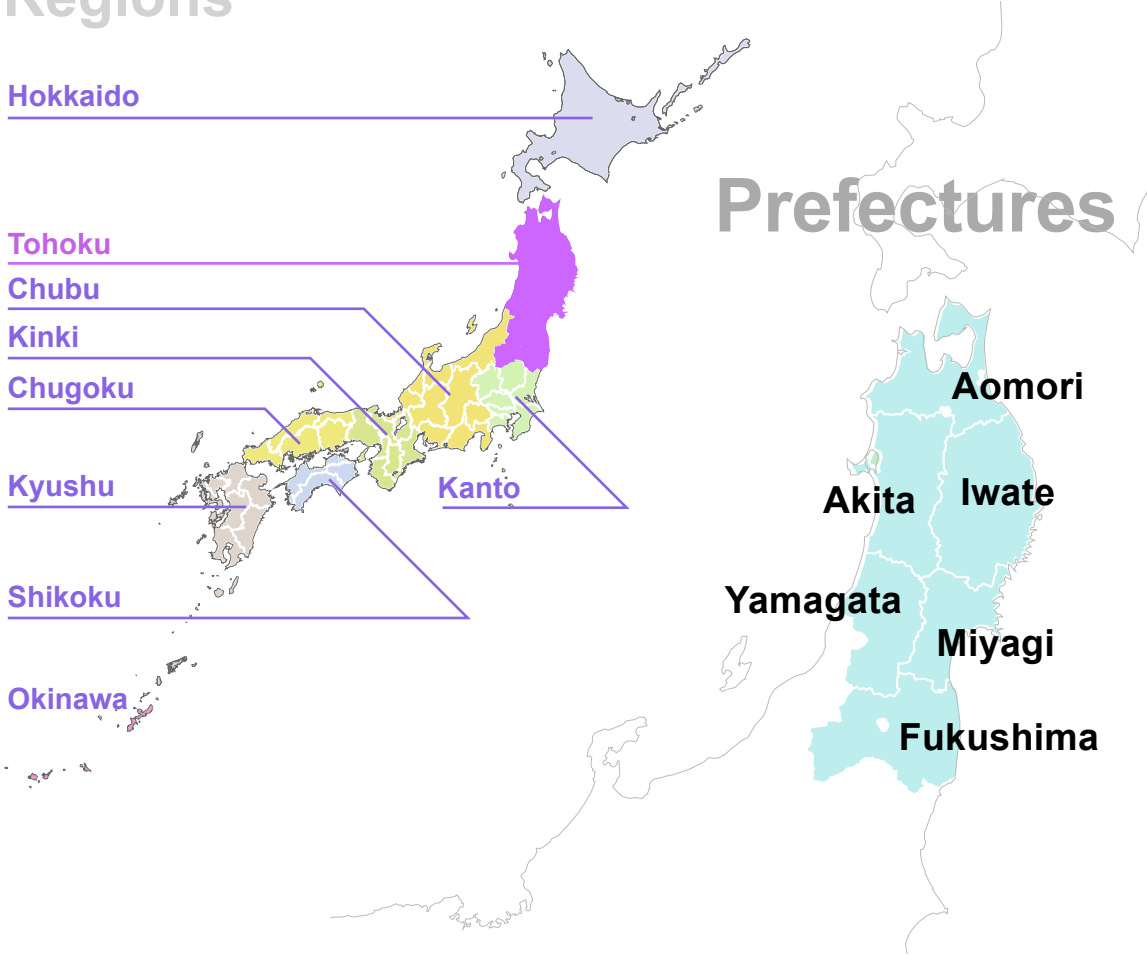 Regions
Hokkaido
Prefectures
Tohoku
Chubu
Kinki
Chugoku
Kyushu
Kanto
Shikoku
Okinawa
Aomori
Akita
Iwate
Yamagata
Miyagi
Fukushima